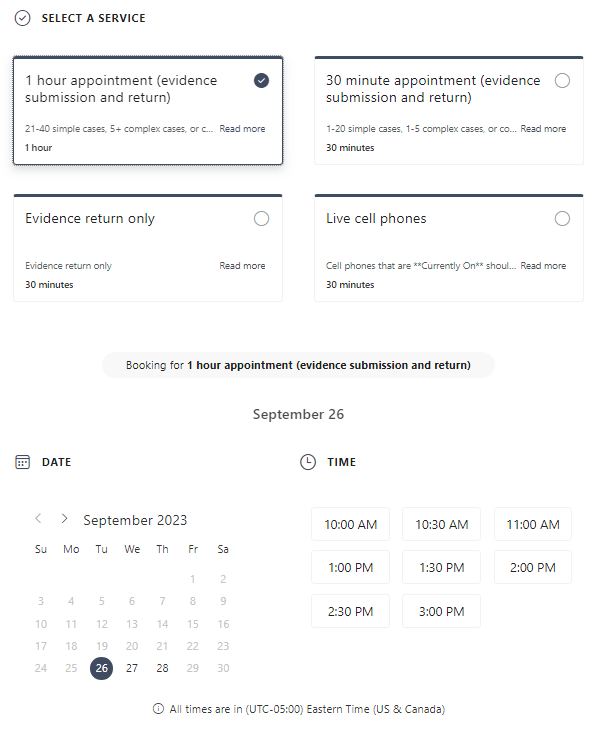 SELECT A SERVICE
1 hour appointment (evidence submission and return)
21-40 simple cases, 5+ complex cases, or c... Read more
1 hour
30 minute appointment (evidence submission and return)
1-20 simple cases, 1-5 complex cases, or co... Read more
30 minutes
Evidence return only
Evidence return only Read more
30 minutes
Live cell phones
Cell phones that are **Currently On** shoul... Read more
30 minutes
Booking for 1 hour appointment (evidence submission and return)
September 26
DATE
September 2023
Su Mo Tu We Th Fr Sa
1 2
3 4 5 6 7 8 9
10 11 12 13 14 15 16
17 18 19 20 21 22 23
24 25 26 27 28 29 30
TIME
10:00 AM 10:30 AM 11:00 AM
1:00 PM 1:30 PM 2:00 PM
2:30 PM 3:00 PM
All times are in (UTC-05:00) Eastern Time (US & Canada)